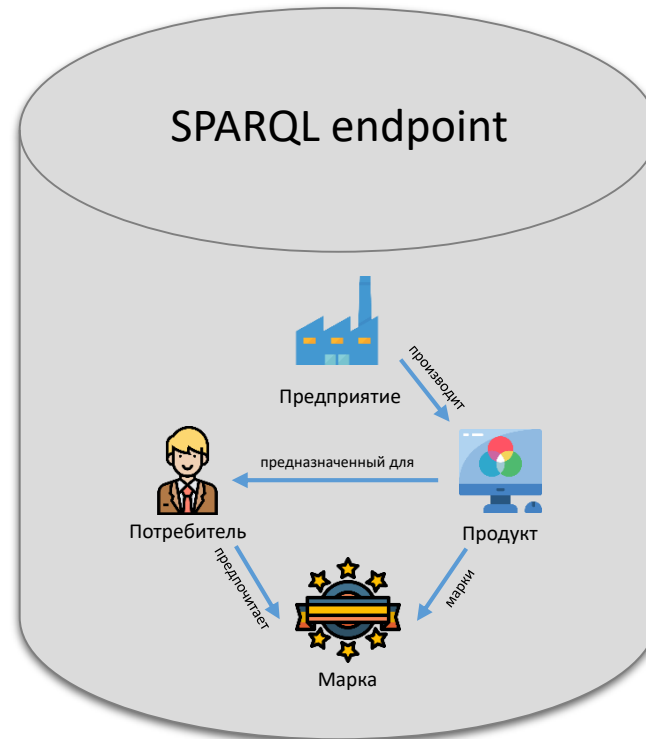 SPARQL endpoint
Предприятие
производит
предназначенный для
Потребитель
Продукт
предпочитает
марки
Марка